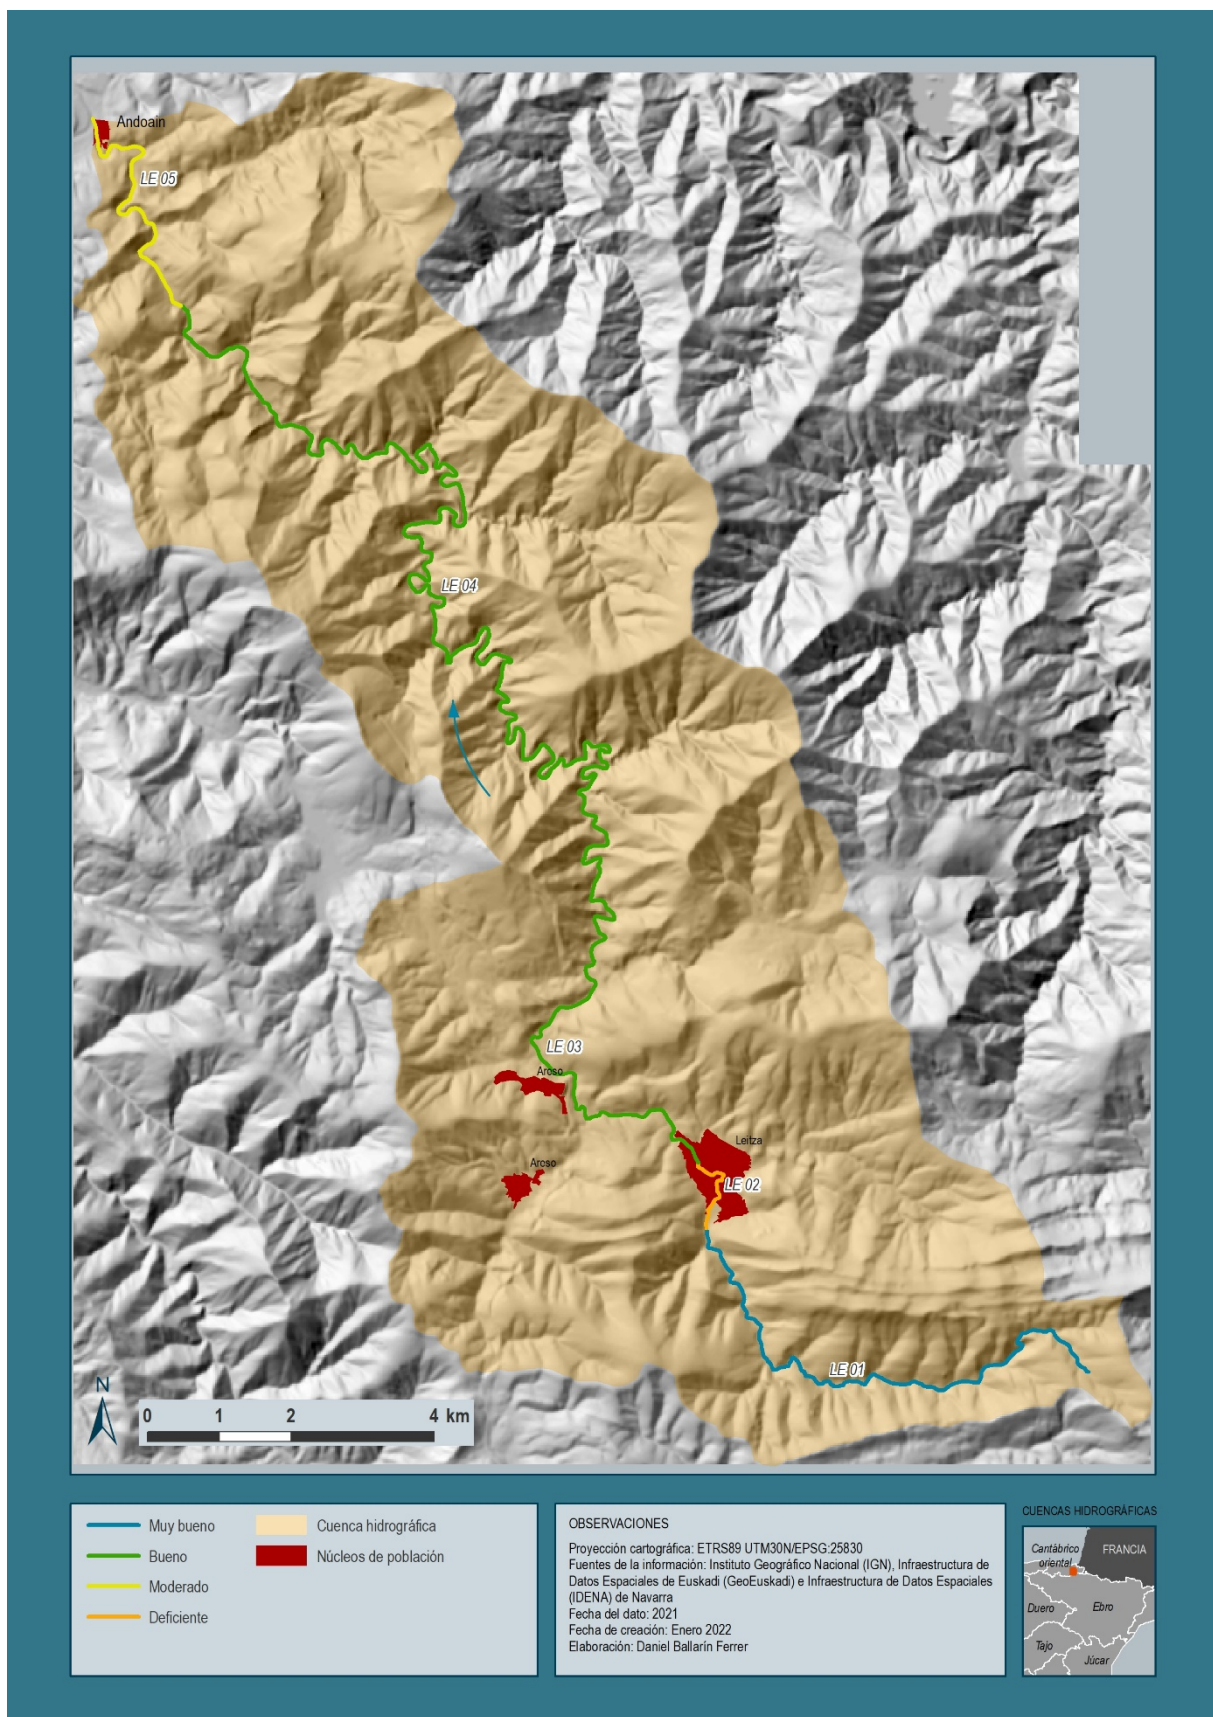 Andoain
LE 05
LE 04
LE 03
Aroso
Leitza
Aroso
LE 02
LE 01
N
0 1 2 4 km
Muy bueno
Bueno
Moderado
Deficiente
Cuenca hidrográfica
Núcleos de población
OBSERVACIONES
Proyección cartográfica: ETRS89 UTM30N/EPSG:25830
Fuentes de la información: Instituto Geográfico Nacional (IGN), Infraestructura de
Datos Espaciales de Euskadi (GeoEuskadi) e Infraestructura de Datos Espaciales
(IDENA) de Navarra
Fecha del dato: 2021
Fecha de creación: Enero 2022
Elaboración: Daniel Ballarín Ferrer
CUENCAS HIDROGRÁFICAS
Cantábrico
oriental
FRANCIA
Duero
Ebro
Tajo
Júcar